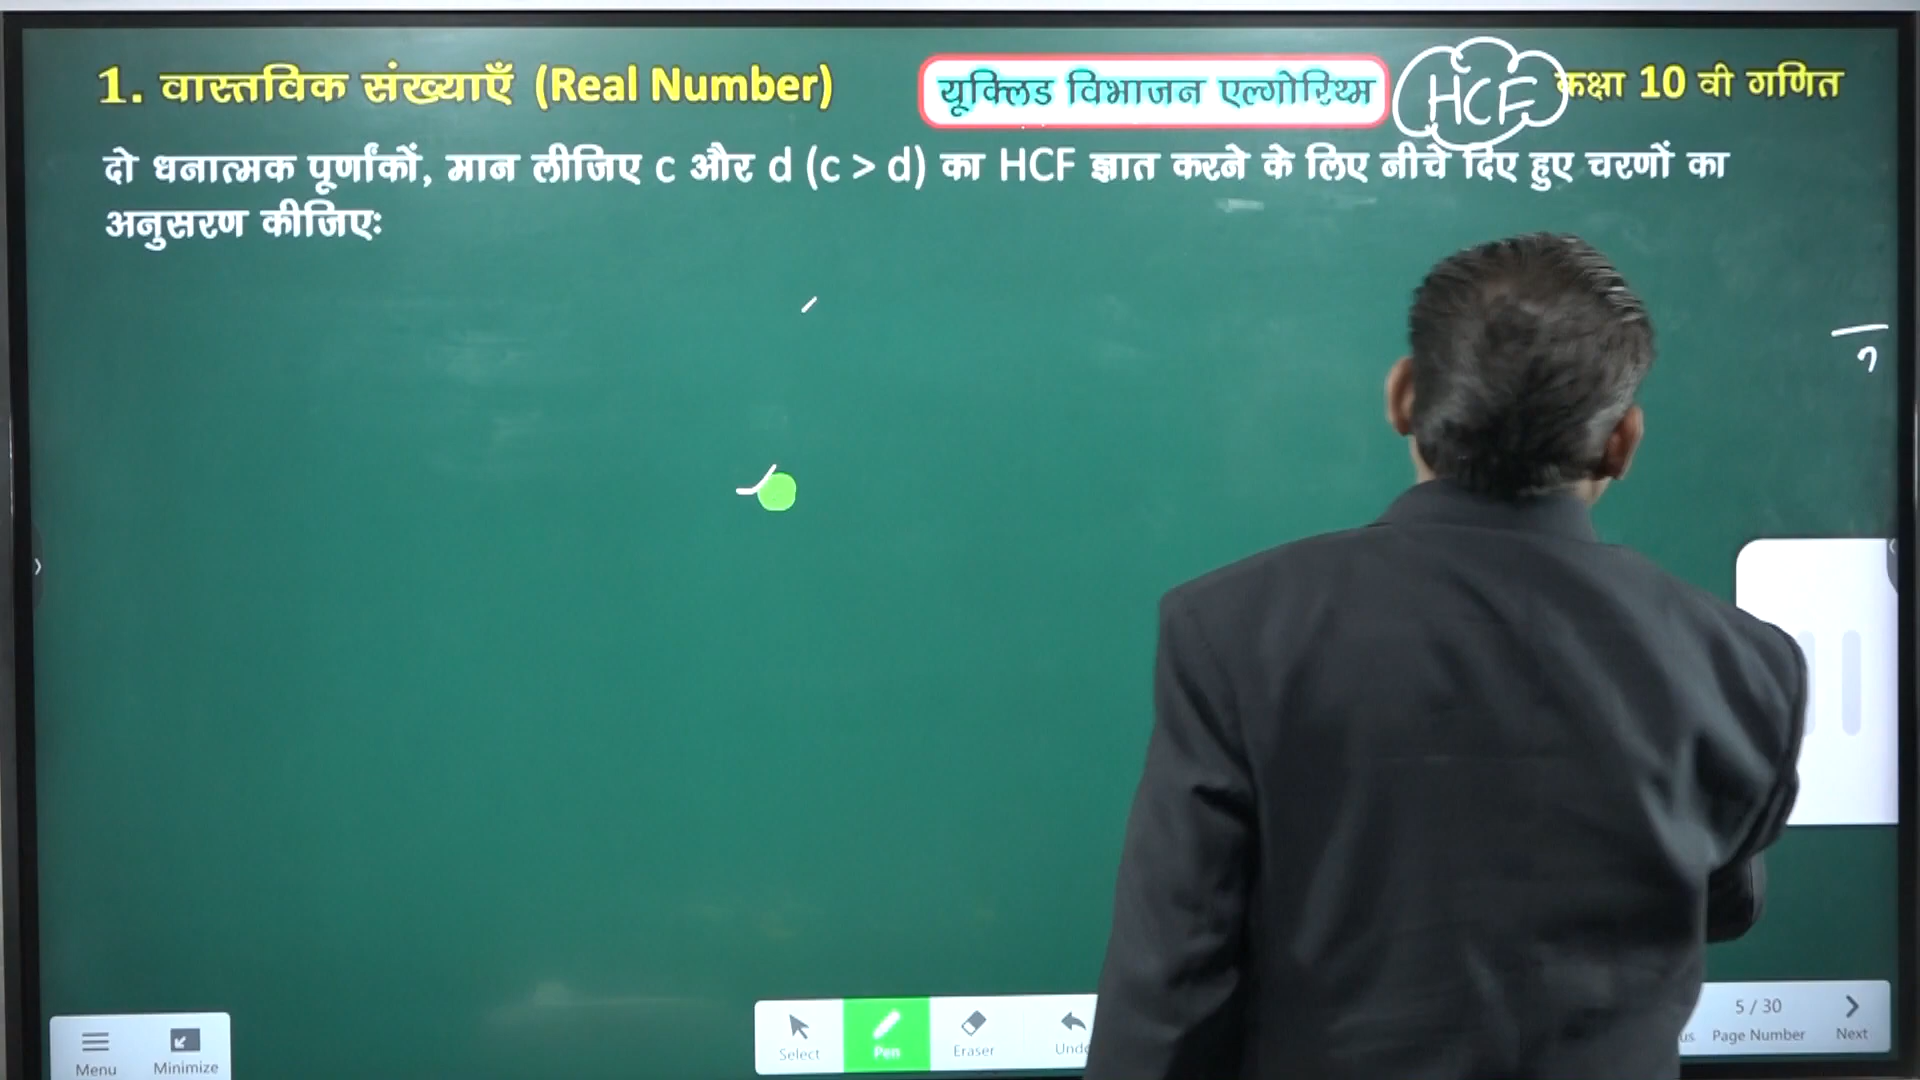 1. वास्तविक संख्याएँ (Real Number) यूक्लिड विभाजन एल्गोरिथ्म HCF कक्षा 10 वी गणित
दो धनात्मक पूर्णांकों, मान लीजिए c और d (c > d) का HCF ज्ञात करने के लिए नीचे दिए हुए चरणों का
अनुसरण कीजिएः
Menu Minimize Select Pen Eraser 5 / 30 Page Number Next